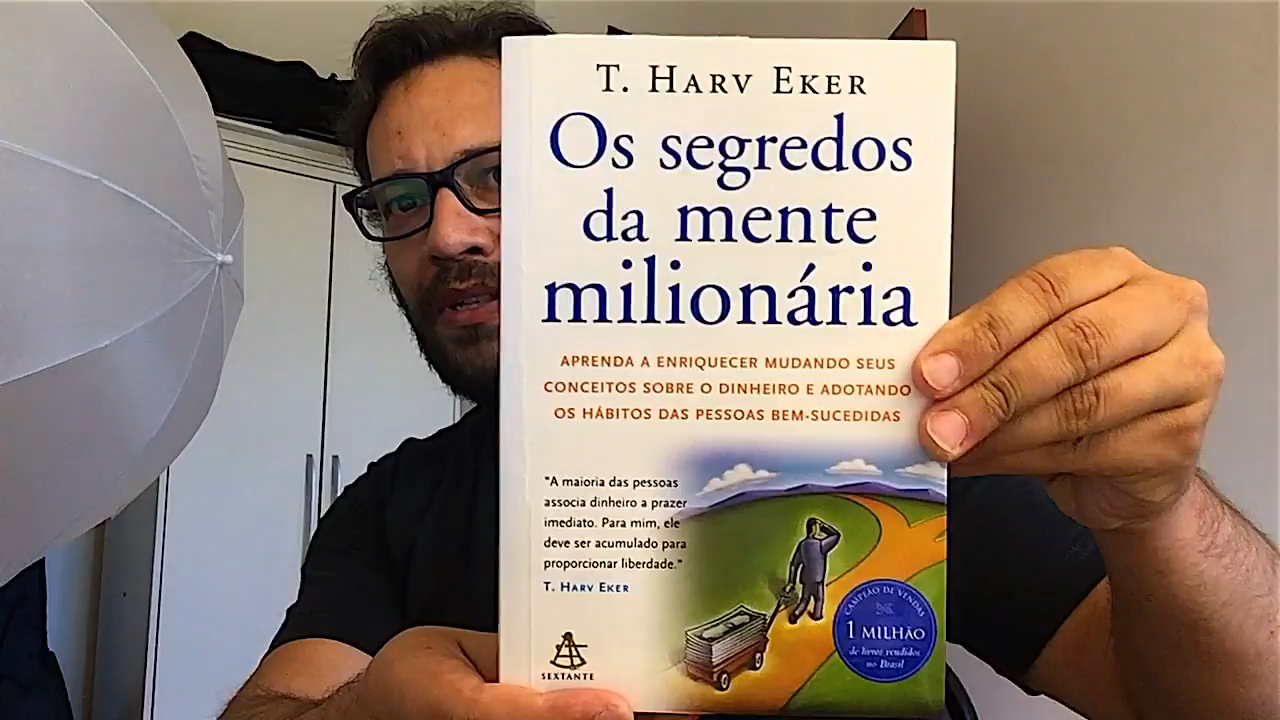 T. HARV EKER
Os segredos
da mente
milionária
APRENDA A ENRIQUECER MUDANDO SEUS
CONCEITOS SOBRE O DINHEIRO E ADOTANDO
OS HÁBITOS DAS PESSOAS BEM-SUCEDIDAS
"A maioria das pessoas
associa dinheiro a prazer
imediato. Para mim, ele
deve ser acumulado para
proporcionar liberdade."
T. HARV EKER
SEXTANTE
CAMPEÃO DE VENDAS
1 MILHÃO
de livros vendidos
no Brasil